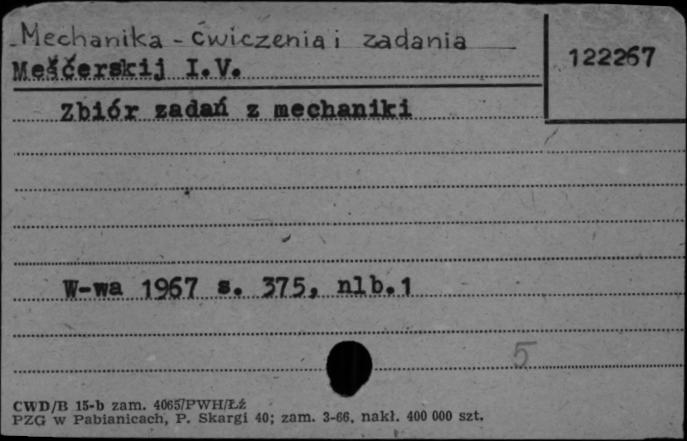 Mechanika - ćwiczenia i zadania
122267
Meščerskij I.V.
Zbiór zadań z mechaniki
W-wa 1967 s. 375, nlb.1
5
CWD/B 15-b zam. 4065/PWH/Łź
PZG w Pabianicach, P. Skargi 40; zam. 3-66, nakł. 400 000 szt.